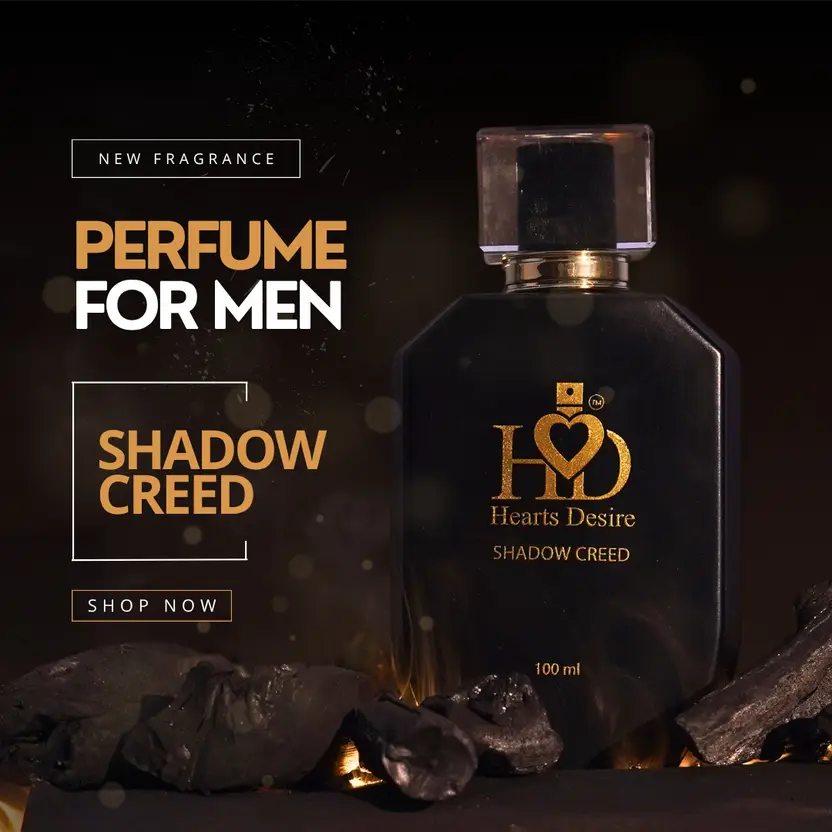 NEW FRAGRANCE
PERFUME
FOR MEN
SHADOW
CREED
SHOP NOW
HD
TM
Hearts Desire
SHADOW CREED
100 ml